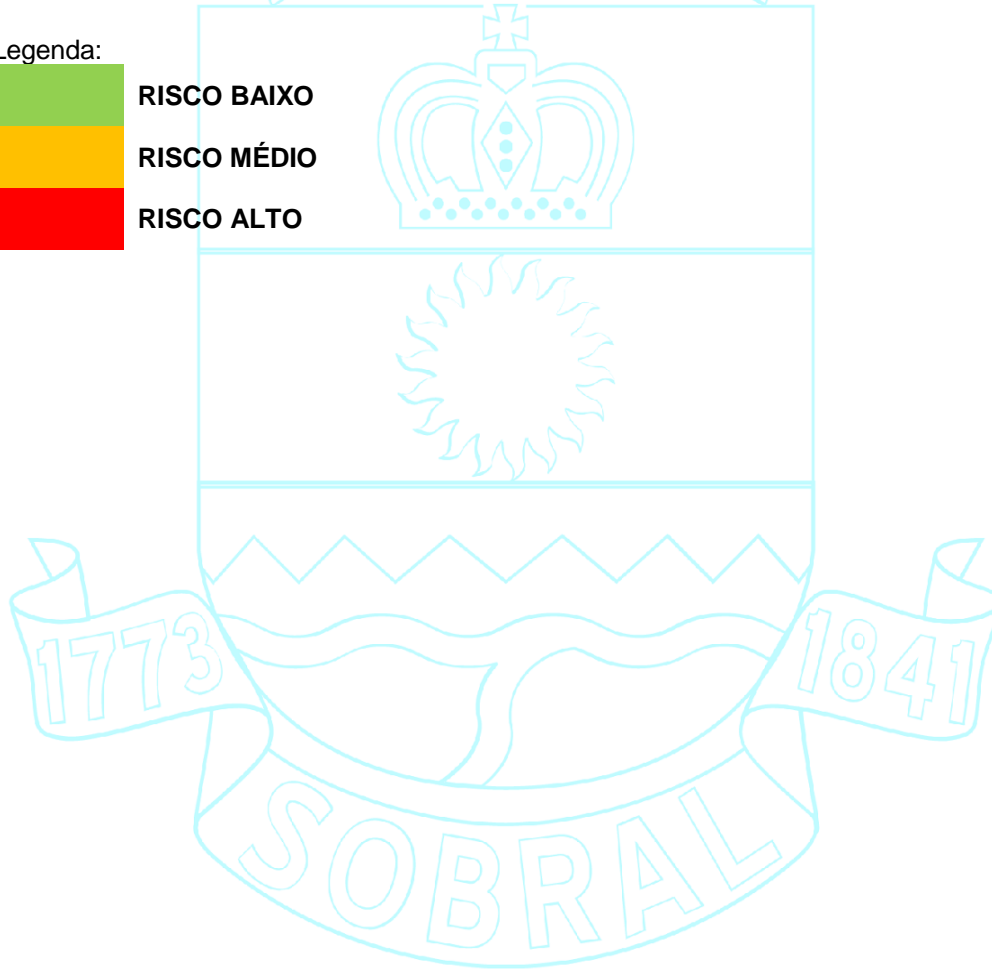 Legenda:
RISCO BAIXO
RISCO MÉDIO
RISCO ALTO
1773
1841
SOBRAL